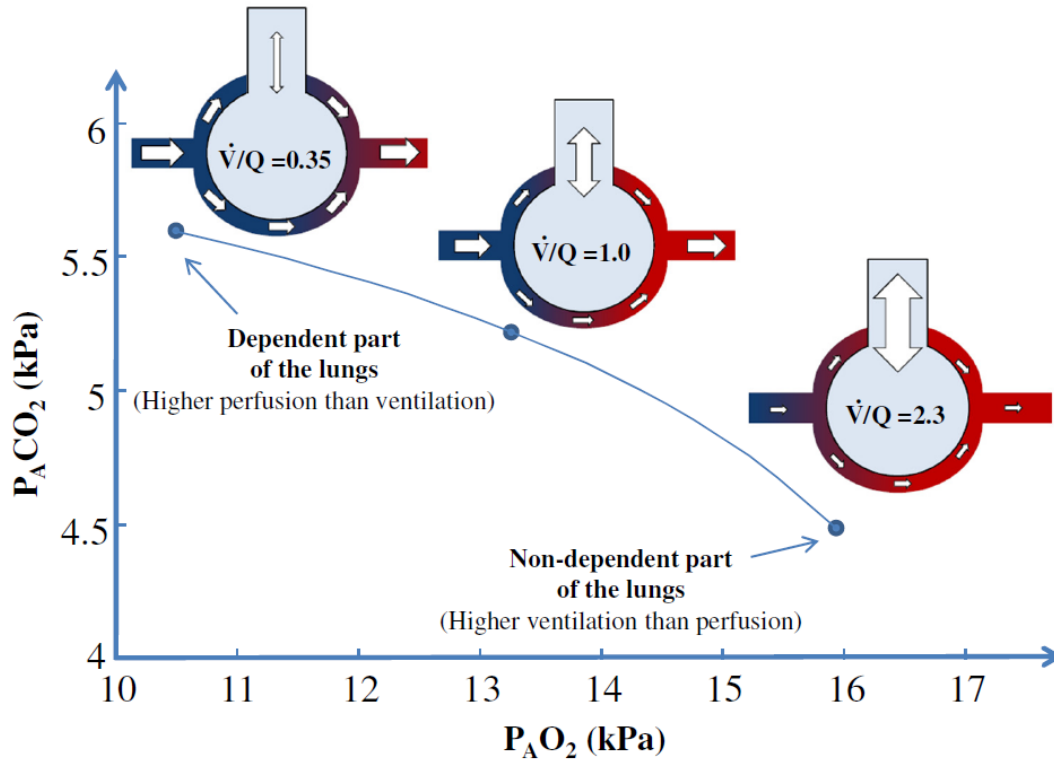 6
5.5
5
4.5
4
10
11
12
13
14
15
16
17
PACO2 (kPa)
PAO2 (kPa)
V̇/Q =0.35
V̇/Q =1.0
V̇/Q =2.3
Dependent part
of the lungs
(Higher perfusion than ventilation)
Non-dependent part
of the lungs
(Higher ventilation than perfusion)